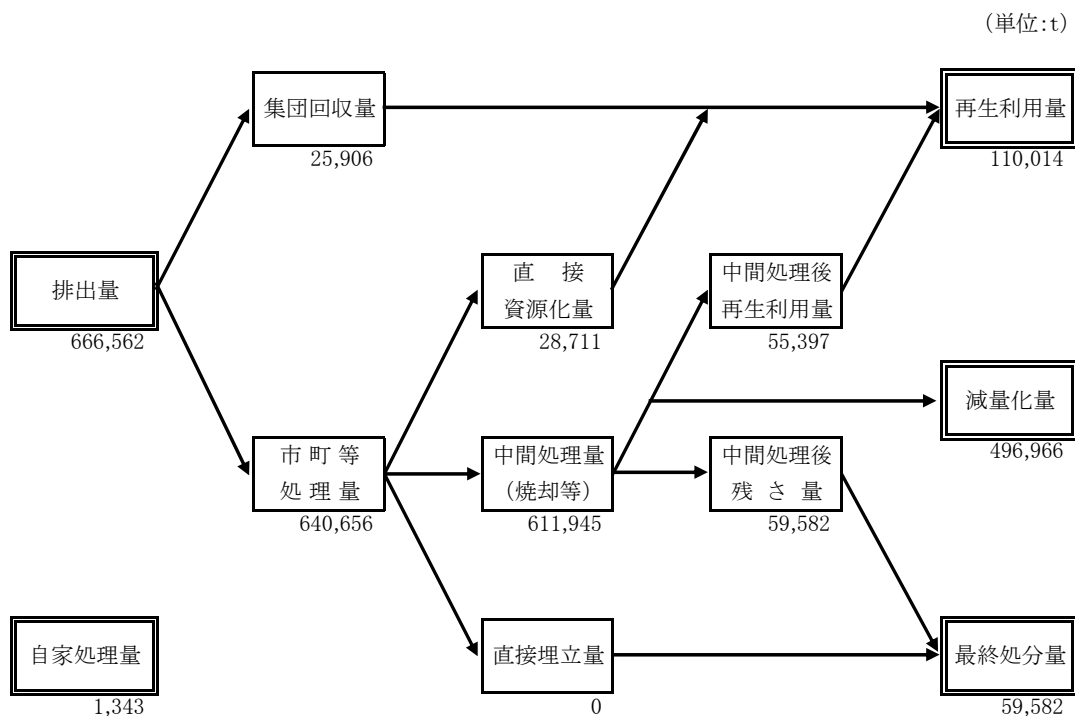 （単位:t）
集団回収量
25,906
再生利用量
110,014
排出量
666,562
直　接
資源化量
28,711
中間処理後
再生利用量
55,397
減量化量
496,966
市 町 等
処 理 量
640,656
中間処理量
（焼却等）
611,945
中間処理後
残 さ 量
59,582
自家処理量
1,343
直接埋立量
0
最終処分量
59,582